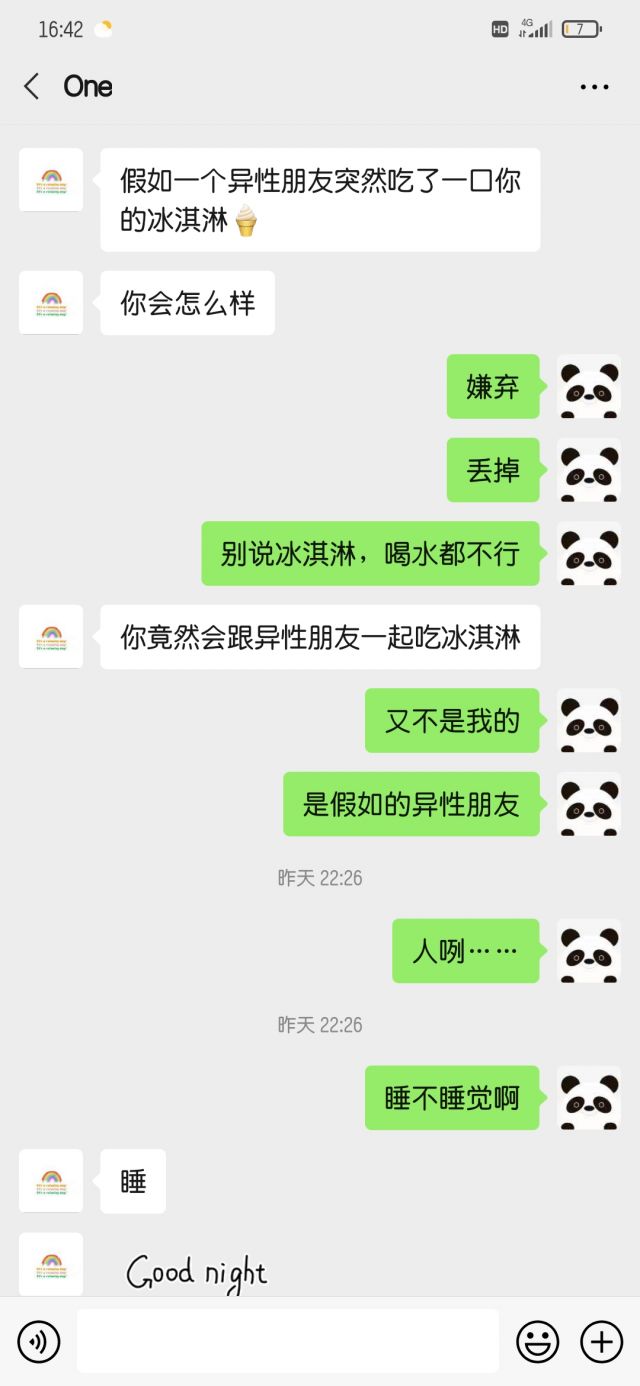 16:42
HD 4G 7
One
假如一个异性朋友突然吃了一口你
的冰淇淋🍦
你会怎么样
嫌弃
丢掉
别说冰淇淋，喝水都不行
你竟然会跟异性朋友一起吃冰淇淋
又不是我的
是假如的异性朋友
昨天 22:26
人咧……
昨天 22:26
睡不睡觉啊
睡
Good night